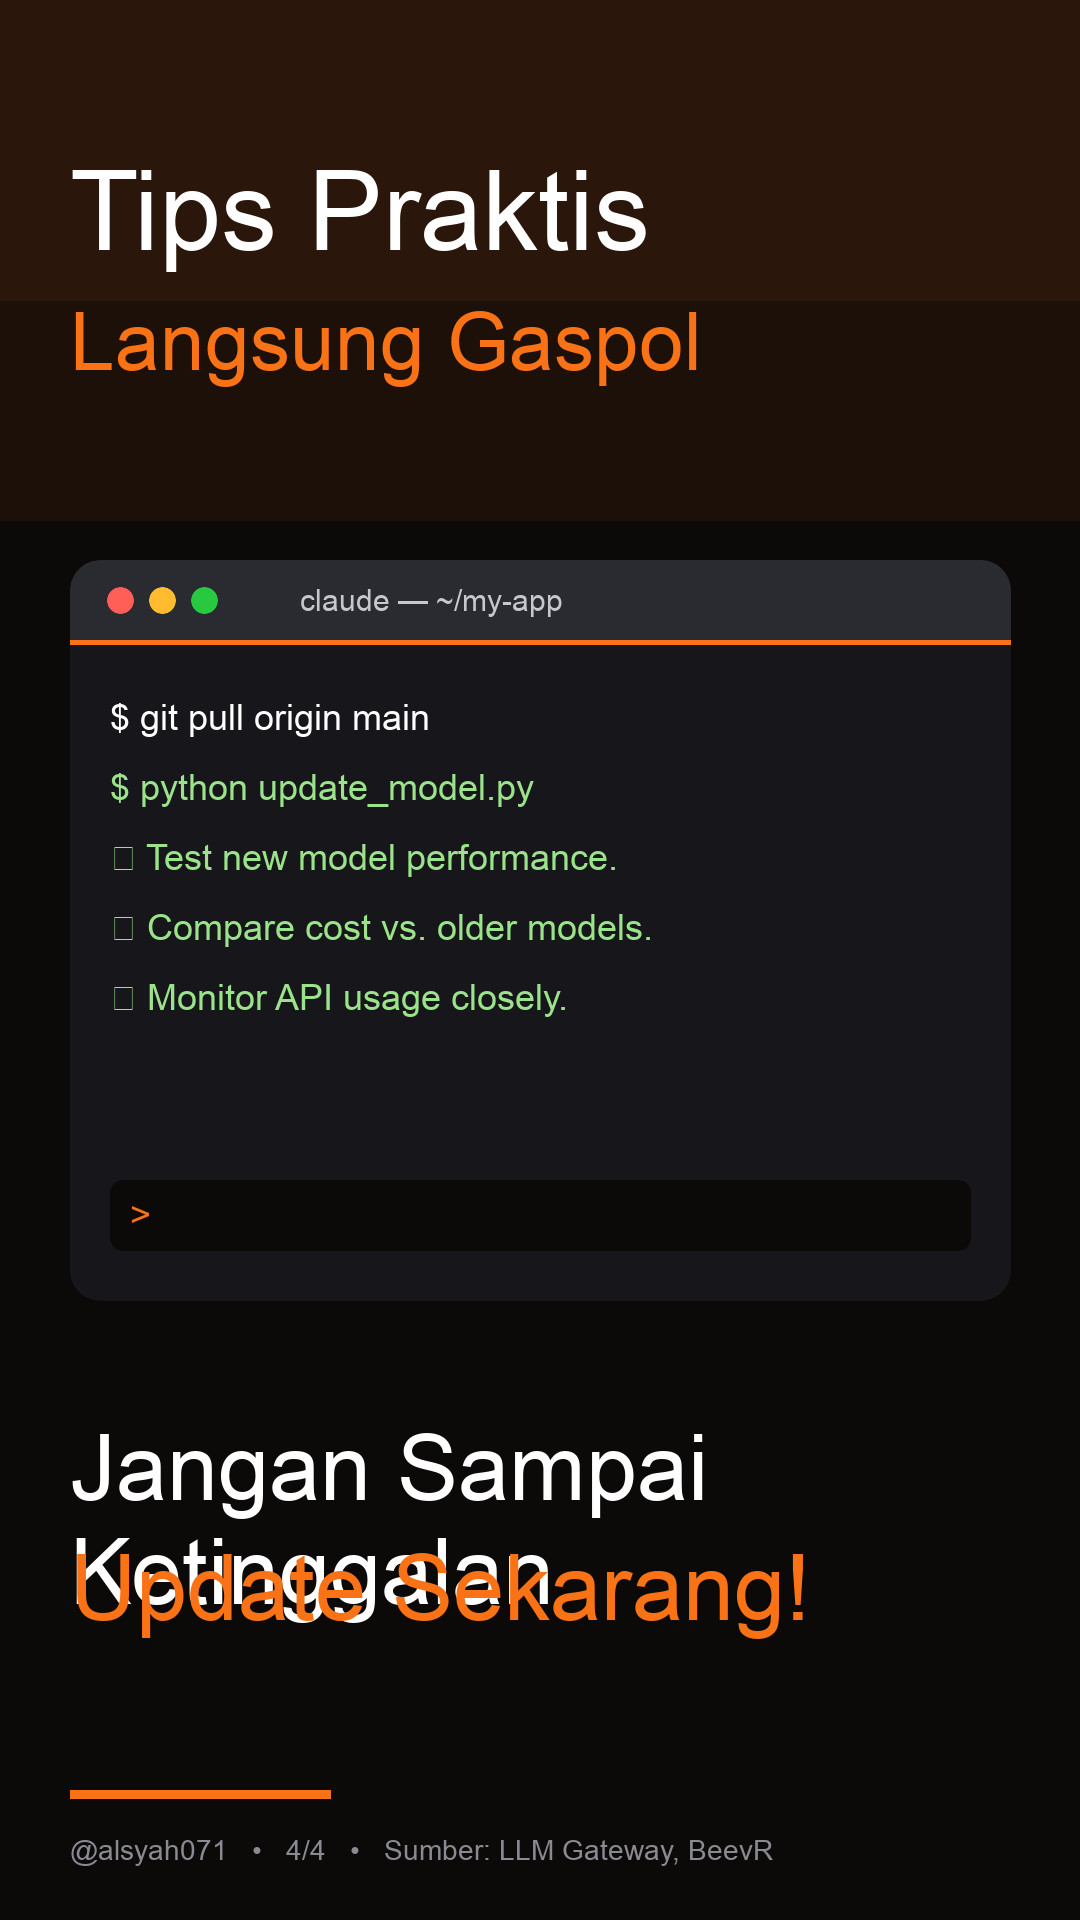 Tips Praktis
Langsung Gaspol
claude — ~/my-app
$ git pull origin main
$ python update_model.py
□ Test new model performance.
□ Compare cost vs. older models.
□ Monitor API usage closely.
>
Jangan Sampai
Ketinggalan
Update Sekarang!
@alsyah071 • 4/4 • Sumber: LLM Gateway, BeevR